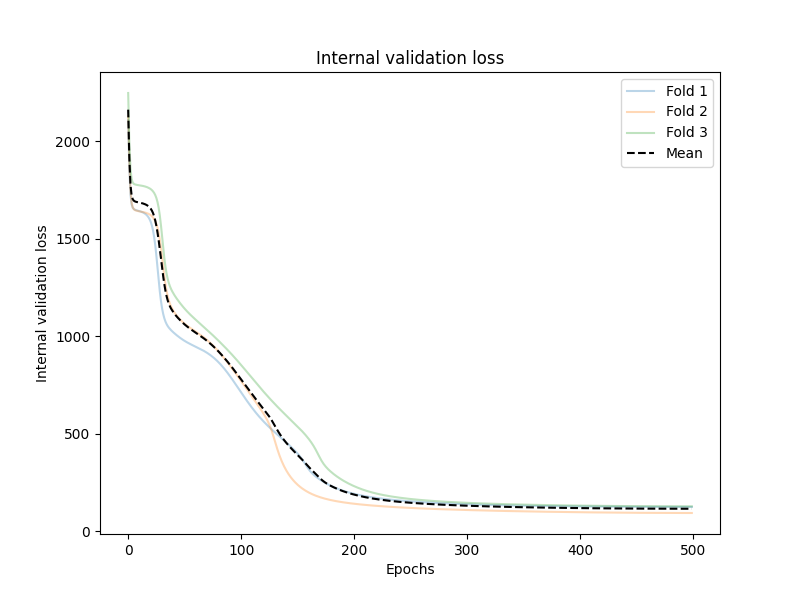 Internal validation loss
Fold 1
Fold 2
Fold 3
Mean
Internal validation loss
2000
1500
1000
500
0
0 100 200 300 400 500
Epochs